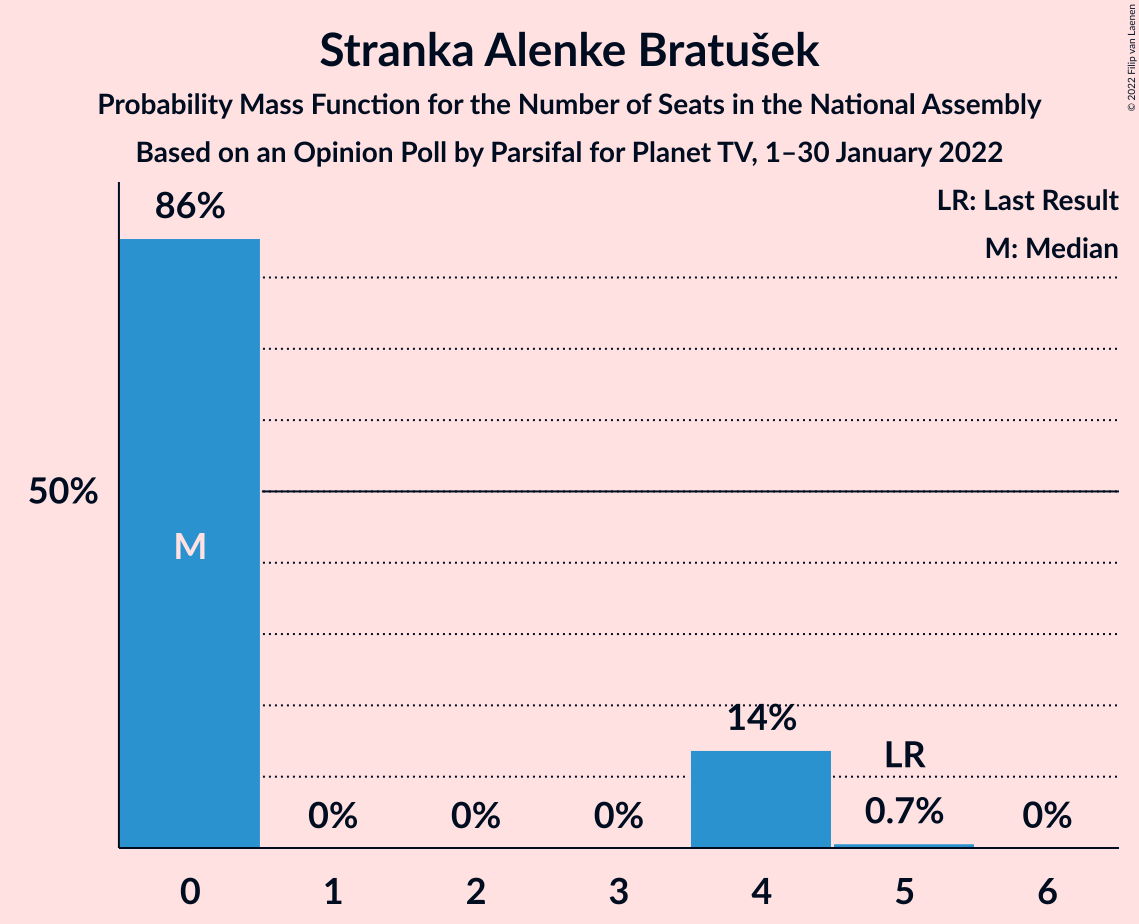 Stranka Alenke Bratušek
Probability Mass Function for the Number of Seats in the National Assembly
Based on an Opinion Poll by Parsifal for Planet TV, 1–30 January 2022
© 2022 Filip van Laenen
LR: Last Result
M: Median
86%
50%
M
14%
LR
0% 0% 0% 0.7% 0%
0 1 2 3 4 5 6